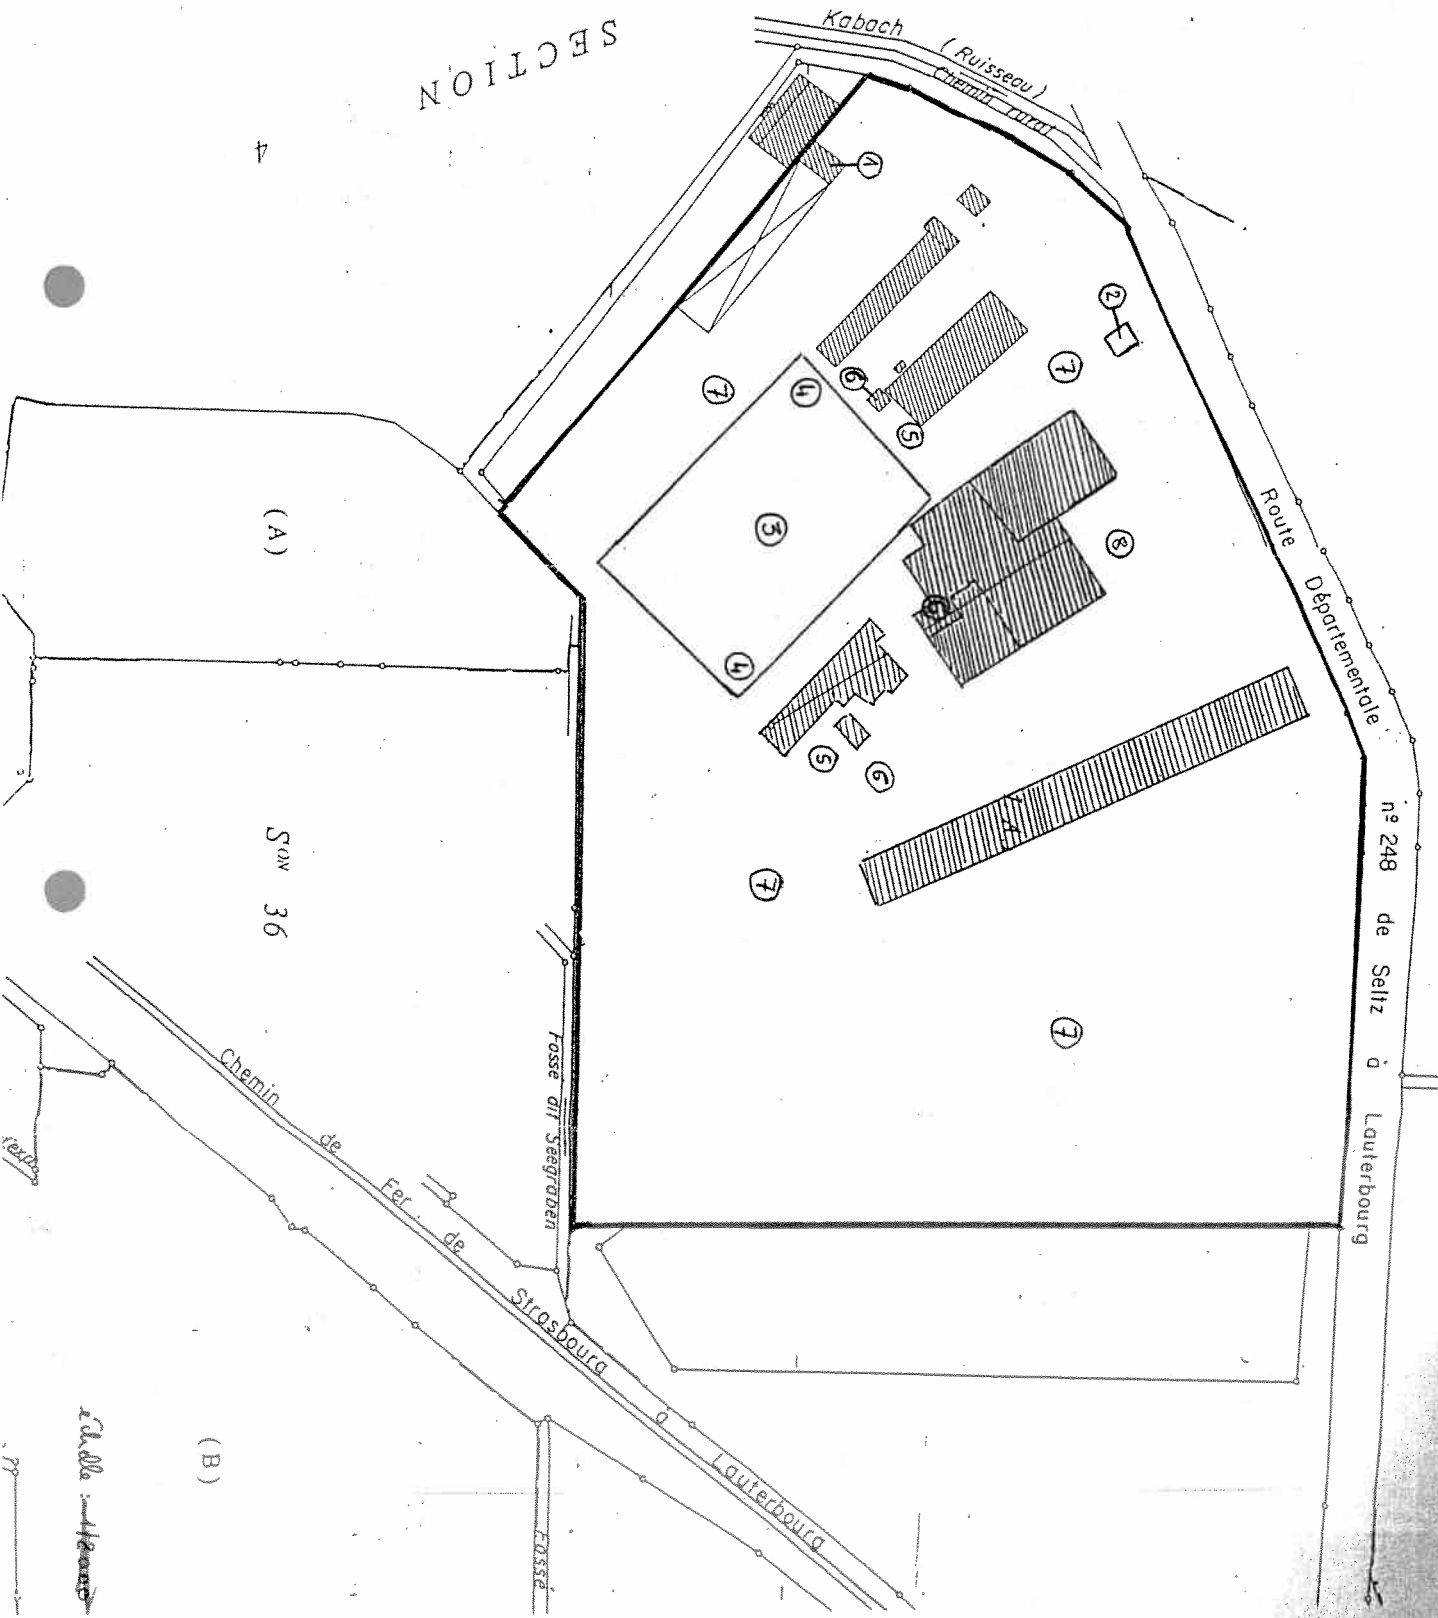 SECTION
4
Kabach (Ruisseau)
Chemin rural
1
2
7
7
6
4
5
3
8
6
4
5
6
7
7
Route Départementale n° 248 de Seltz à Lauterbourg
(A)
Son 36
Fosse dit Seegraben
Chemin de Fer de Strasbourg à Lauterbourg
(B)
Fossé
échelle :